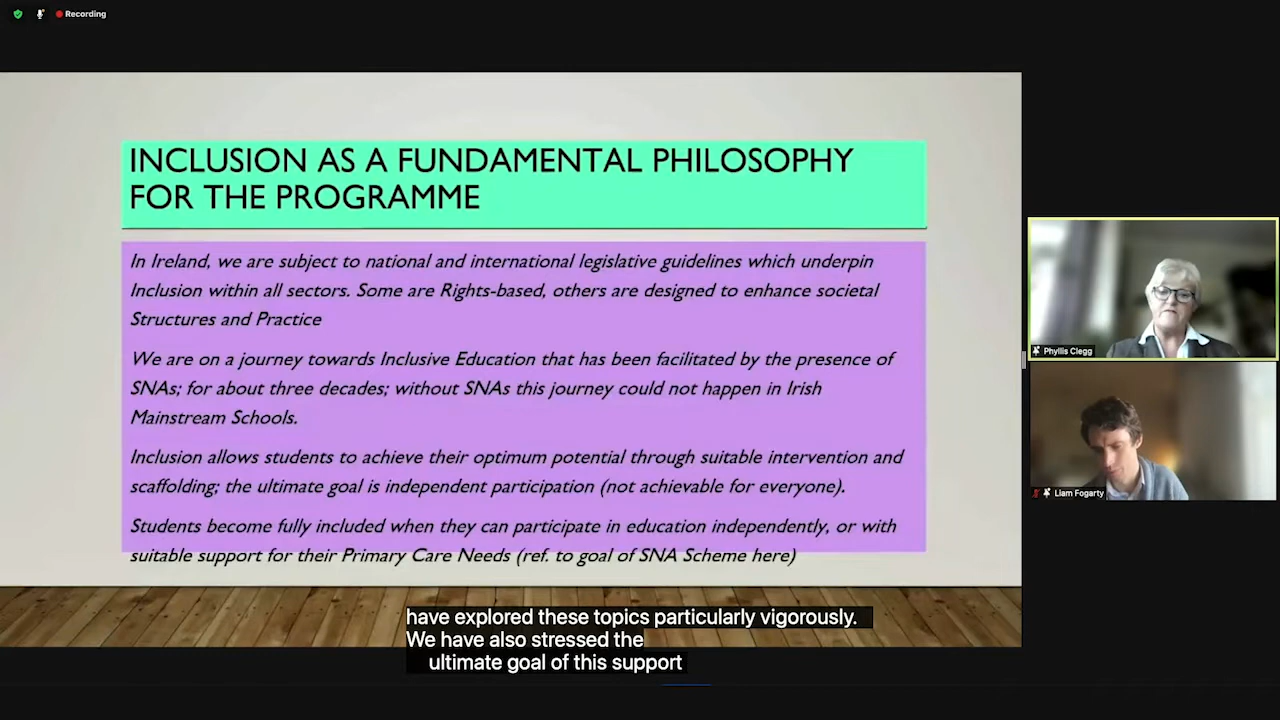 Recording
INCLUSION AS A FUNDAMENTAL PHILOSOPHY
FOR THE PROGRAMME
In Ireland, we are subject to national and international legislative guidelines which underpin
Inclusion within all sectors. Some are Rights-based, others are designed to enhance societal
Structures and Practice
We are on a journey towards Inclusive Education that has been facilitated by the presence of
SNAs; for about three decades; without SNAs this journey could not happen in Irish
Mainstream Schools.
Inclusion allows students to achieve their optimum potential through suitable intervention and
scaffolding; the ultimate goal is independent participation (not achievable for everyone).
Students become fully included when they can participate in education independently, or with
suitable support for their Primary Care Needs (ref. to goal of SNA Scheme here)
Phyllis Clegg
Liam Fogarty
have explored these topics particularly vigorously.
We have also stressed the
ultimate goal of this support